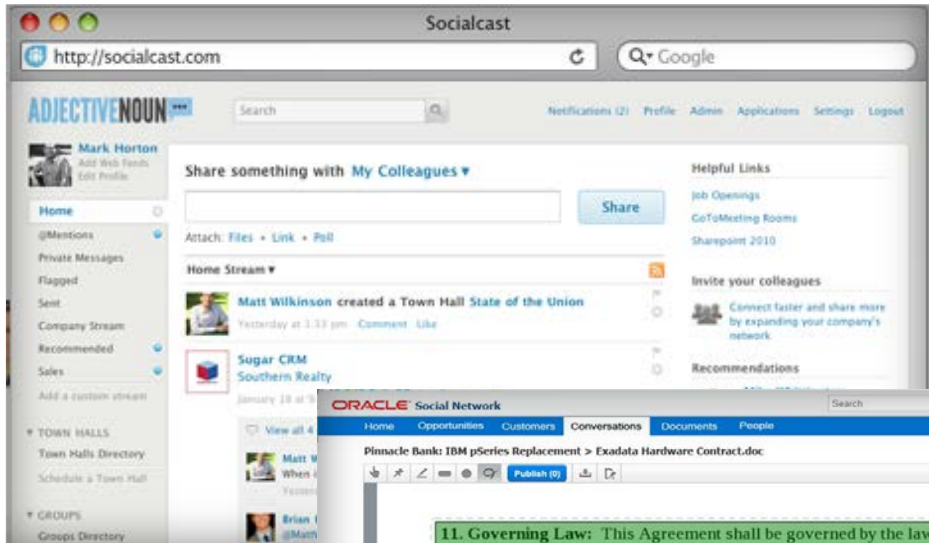 Socialcast
http://socialcast.com
Google
ADJECTIVENOUN
Search
Notifications (2) Profile Admin Applications Settings Logout
Mark Horton
Add Web Feeds
Edit Profile
Home
@Mentions
Private Messages
Flagged
Sent
Company Stream
Recommended
Sales
Add a custom stream
▾ TOWN HALLS
Town Halls Directory
Schedule a Town Hall
▾ GROUPS
Groups Directory
Share something with My Colleagues ▾
Share
Attach: Files • Link • Poll
Home Stream ▾
Matt Wilkinson created a Town Hall State of the Union
Yesterday at 1:33 pm Comment Like
Sugar CRM
Southern Realty
January 18 at
View all 4
Matt
When
Brian
Helpful Links
Job Openings
GoToMeeting Rooms
Sharepoint 2010
Invite your colleagues
Connect faster and share more
by expanding your company's
network
Recommendations
ORACLE Social Network
Search
Home Opportunities Customers Conversations Documents People
Pinnacle Bank: IBM pSeries Replacement > Exadata Hardware Contract.doc
Publish (0)
11. Governing Law: This Agreement shall be governed by the law